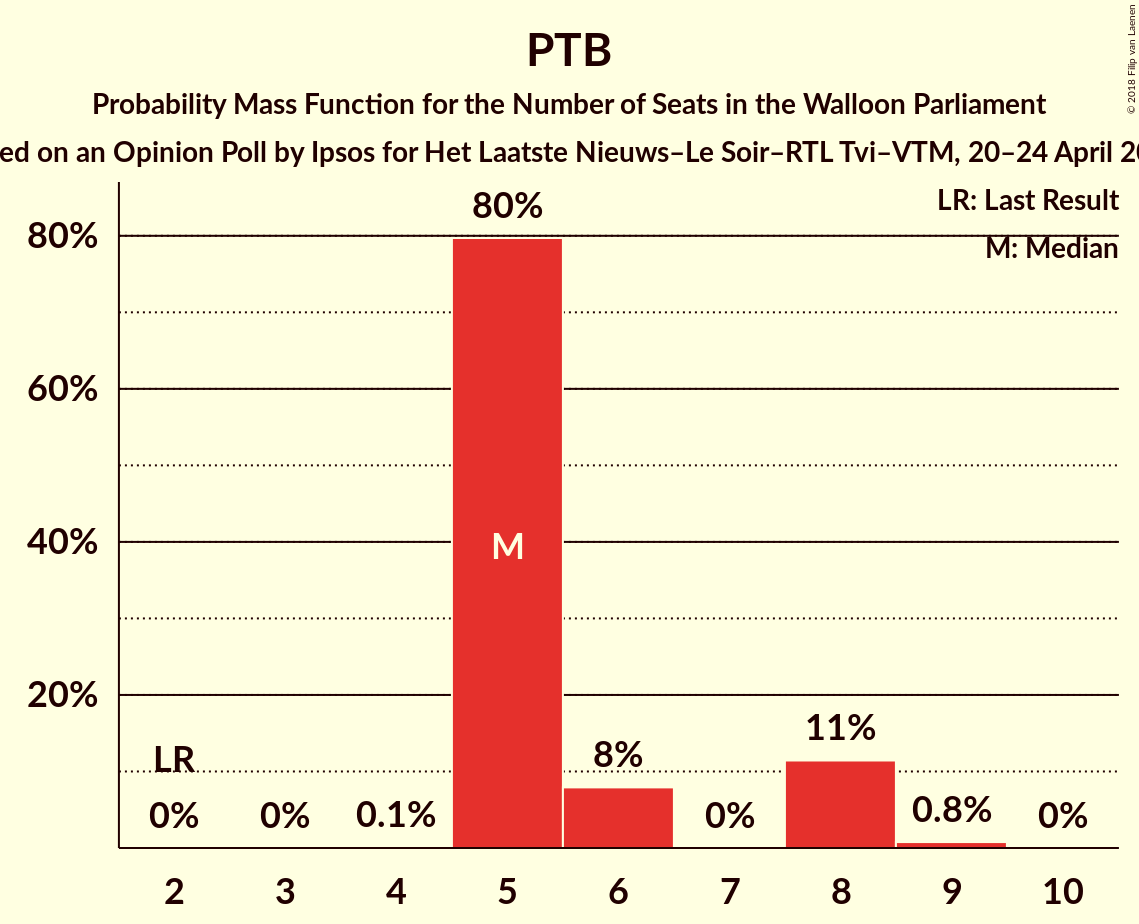 PTB
Probability Mass Function for the Number of Seats in the Walloon Parliament
ed on an Opinion Poll by Ipsos for Het Laatste Nieuws–Le Soir–RTL Tvi–VTM, 20–24 April 20
© 2018 Filip van Laenen
LR: Last Result
M: Median
80%
60%
40%
20%
80%
M
LR
0%
0%
0.1%
8%
0%
11%
0.8%
0%
2 3 4 5 6 7 8 9 10